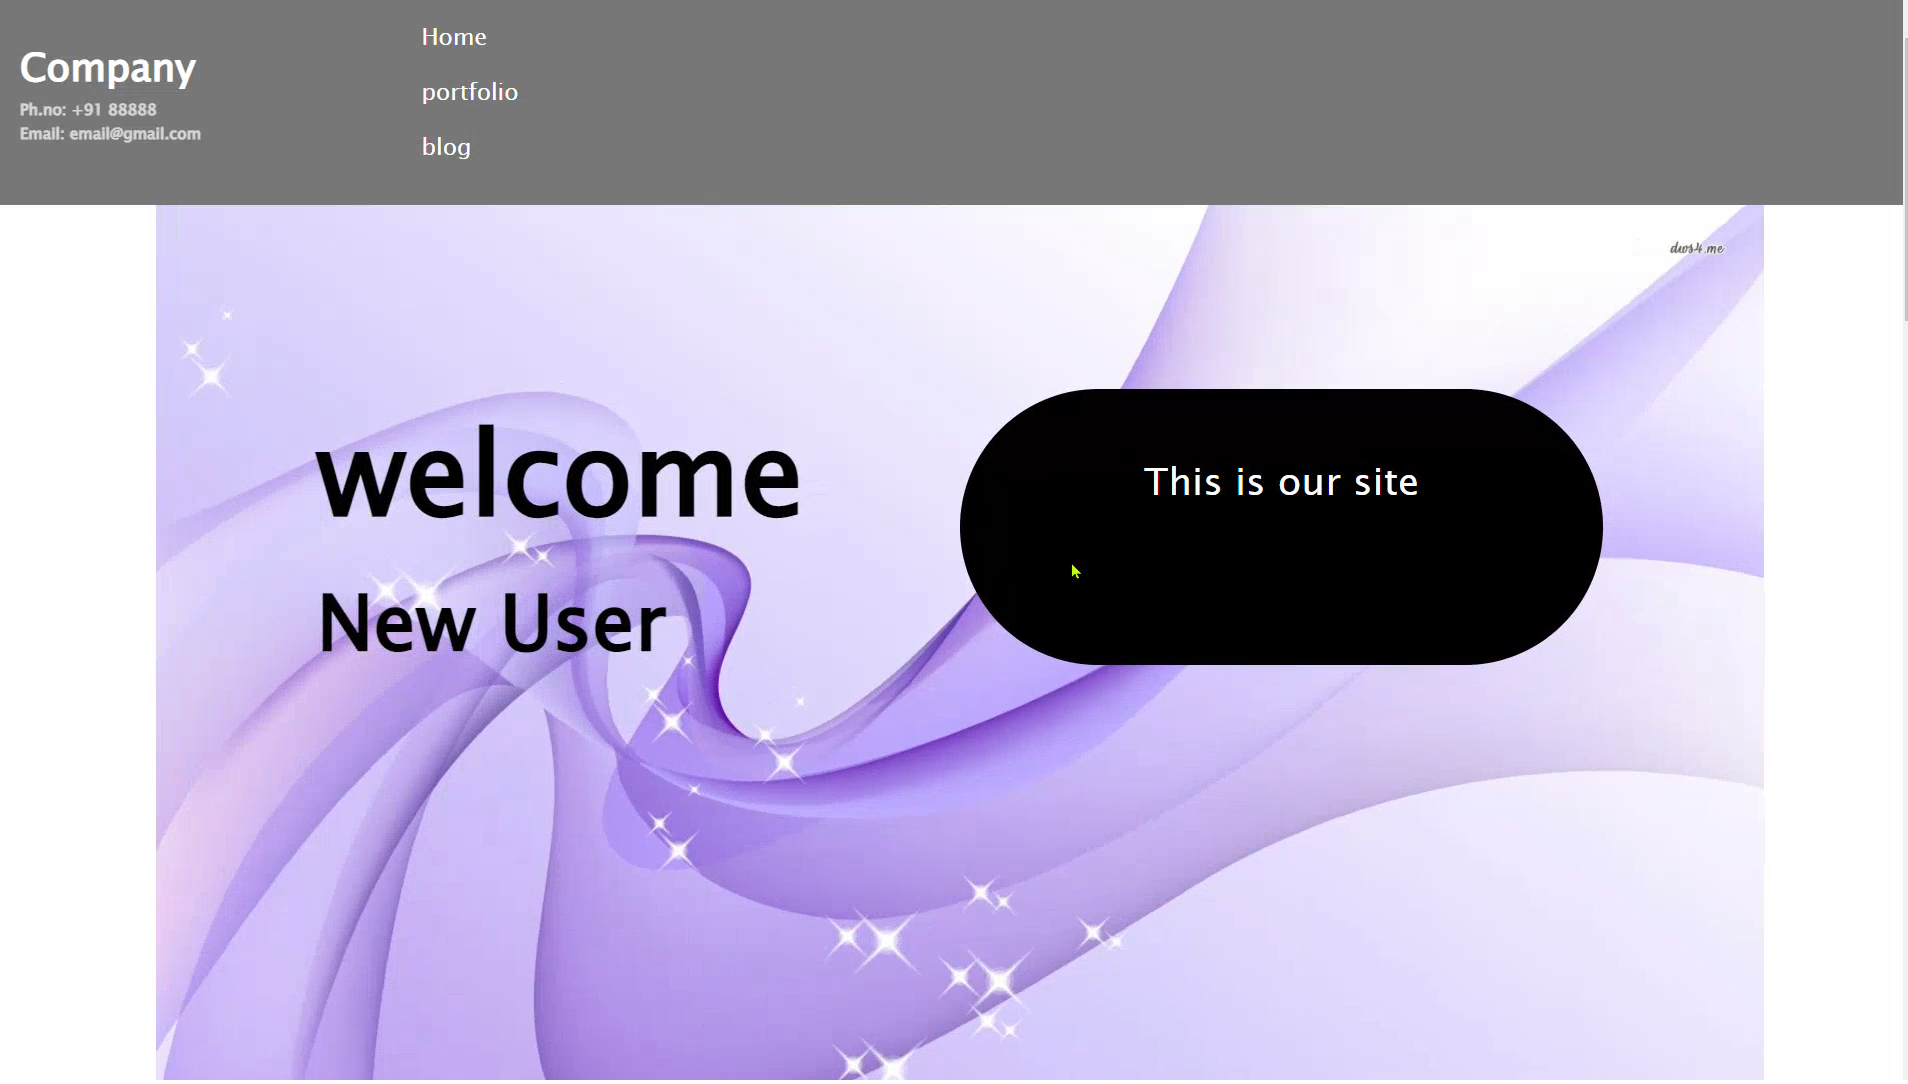 Company
Ph.no: +91 88888
Email: email@gmail.com
Home
portfolio
blog
dws4.me
welcome
New User
This is our site